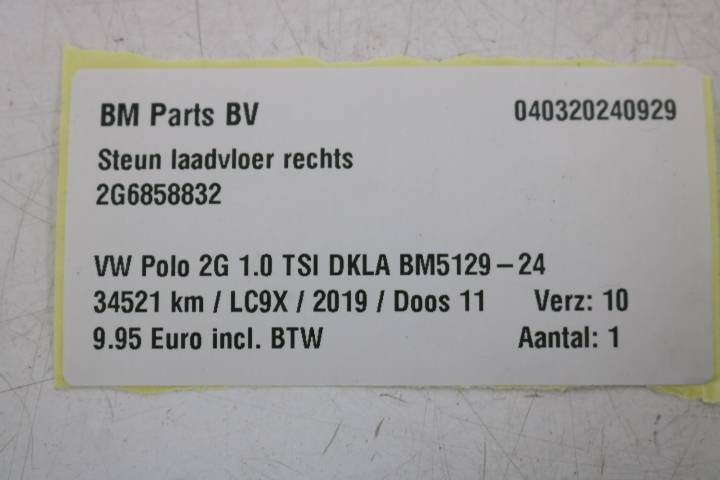 BM Parts BV 040320240929
Steun laadvloer rechts
2G6858832
VW Polo 2G 1.0 TSI DKLA BM5129-24
34521 km / LC9X / 2019 / Doos 11 Verz: 10
9.95 Euro incl. BTW Aantal: 1